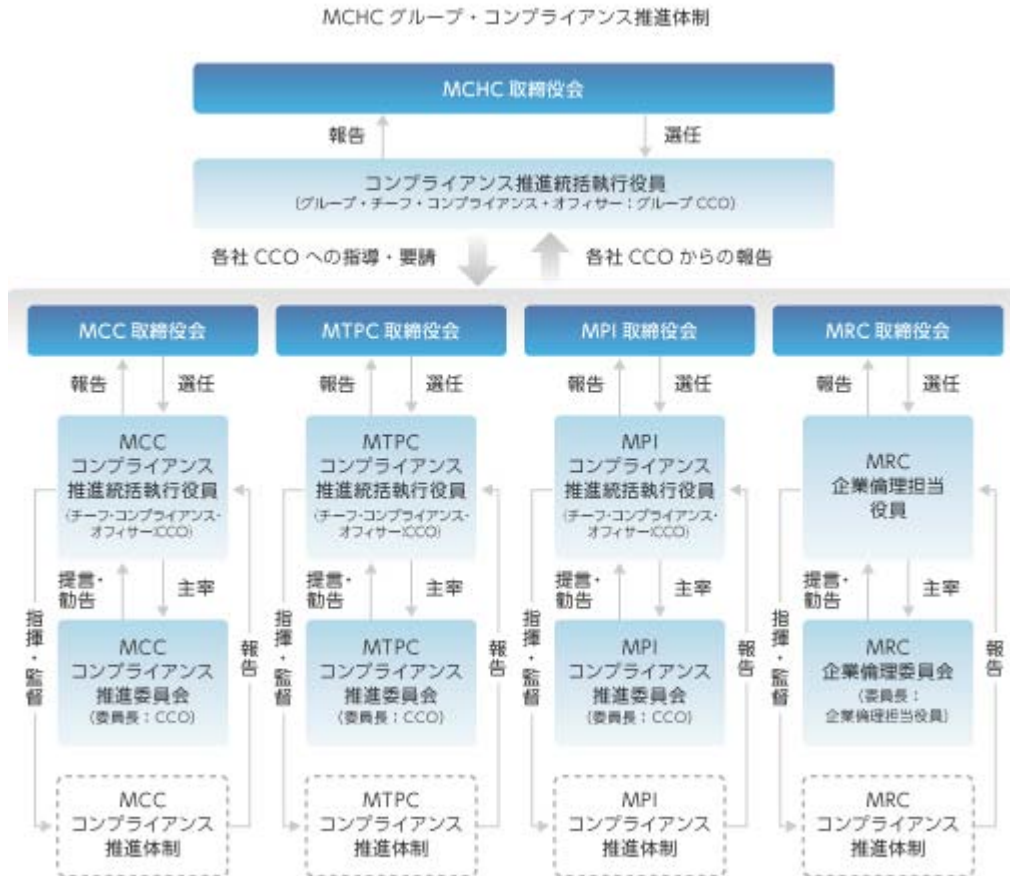 MCHC グループ・コンプライアンス推進体制
MCHC 取締役会
報告
選任
コンプライアンス推進統括執行役員
(グループ・チーフ・コンプライアンス・オフィサー：グループ CCO)
各社 CCO への指導・要請
各社 CCO からの報告
MCC 取締役会
MTPC 取締役会
MPI 取締役会
MRC 取締役会
報告
選任
報告
選任
報告
選任
報告
選任
MCC
コンプライアンス
推進統括執行役員
(チーフ・コンプライアンス・
オフィサー:CCO)
MTPC
コンプライアンス
推進統括執行役員
(チーフ・コンプライアンス・
オフィサー:CCO)
MPI
コンプライアンス
推進統括執行役員
(チーフ・コンプライアンス・
オフィサー:CCO)
MRC
企業倫理担当
役員
提言・
勧告
主宰
提言・
勧告
主宰
提言・
勧告
主宰
提言・
勧告
主宰
指揮・監督
MCC
コンプライアンス
推進委員会
(委員長：CCO)
報告
指揮・監督
MTPC
コンプライアンス
推進委員会
(委員長：CCO)
報告
指揮・監督
MPI
コンプライアンス
推進委員会
(委員長：CCO)
報告
指揮・監督
MRC
企業倫理委員会
(委員長：
企業倫理担当役員)
報告
MCC
コンプライアンス
推進体制
MTPC
コンプライアンス
推進体制
MPI
コンプライアンス
推進体制
MRC
コンプライアンス
推進体制